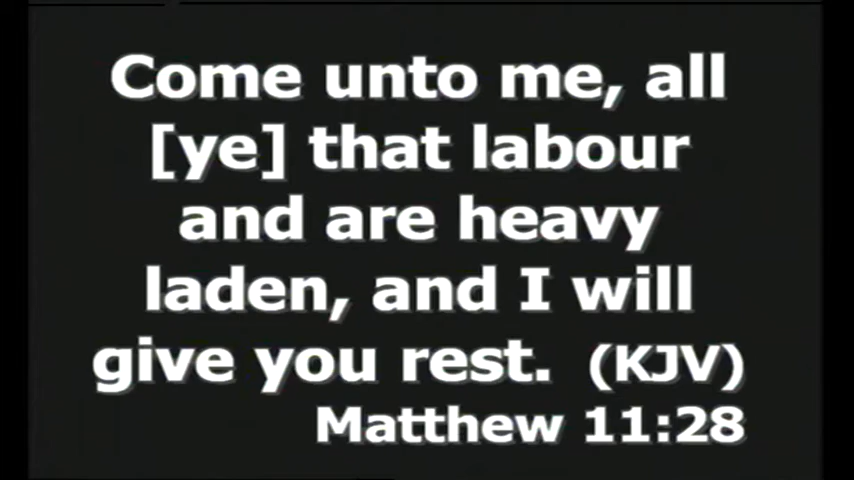 Come unto me, all
[ye] that labour
and are heavy
laden, and I will
give you rest. (KJV)
Matthew 11:28